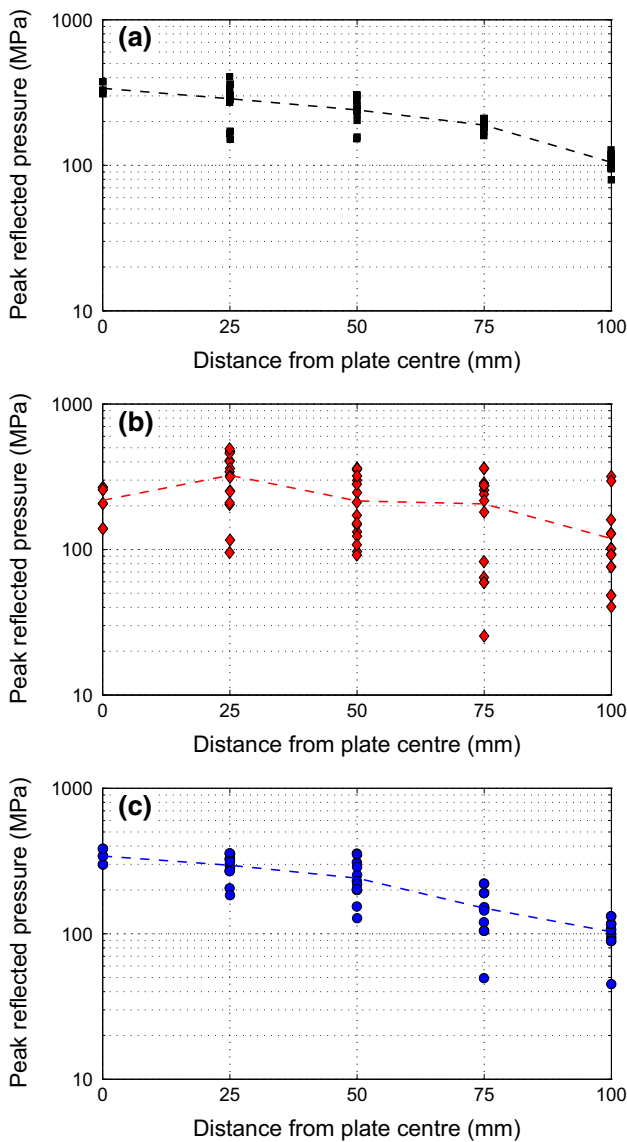 (a)
Peak reflected pressure (MPa)
1000
100
10
0 25 50 75 100
Distance from plate centre (mm)
(b)
Peak reflected pressure (MPa)
1000
100
10
0 25 50 75 100
Distance from plate centre (mm)
(c)
Peak reflected pressure (MPa)
1000
100
10
0 25 50 75 100
Distance from plate centre (mm)